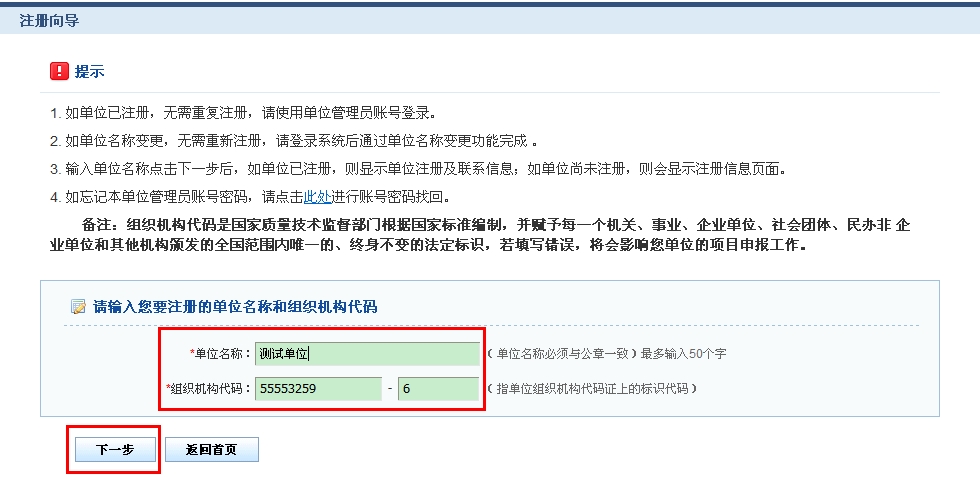 注册向导
提示
1. 如单位已注册，无需重复注册，请使用单位管理员账号登录。
2. 如单位名称变更，无需重新注册，请登录系统后通过单位名称变更功能完成 。
3. 输入单位名称点击下一步后，如单位已注册，则显示单位注册及联系信息；如单位尚未注册，则会显示注册信息页面。
4. 如忘记本单位管理员账号密码，请点击此处进行账号密码找回。
备注：组织机构代码是国家质量技术监督部门根据国家标准编制，并赋予每一个机关、事业、企业单位、社会团体、民办非 企
业单位和其他机构颁发的全国范围内唯一的、终身不变的法定标识，若填写错误，将会影响您单位的项目申报工作。
请输入您要注册的单位名称和组织机构代码
*单位名称： 测试单位 （ 单位名称必须与公章一致 ）最多输入50个字
*组织机构代码： 55553259 - 6 （ 指单位组织机构代码证上的标识代码 ）
下一步 返回首页